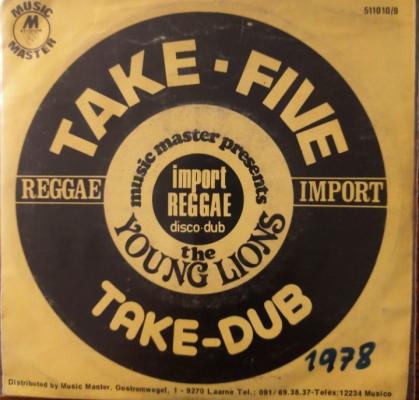 MUSIC
M
MASTER
511010/9
TAKE·FIVE
REGGAE
IMPORT
music master presents
import
REGGAE
disco·dub
the
YOUNG LIONS
TAKE-DUB
1978
Distributed by Music Master, Oostremwegel, 1 - 9270 Laarne Tel.: 091/69.38.37-Telex:12234 Musico